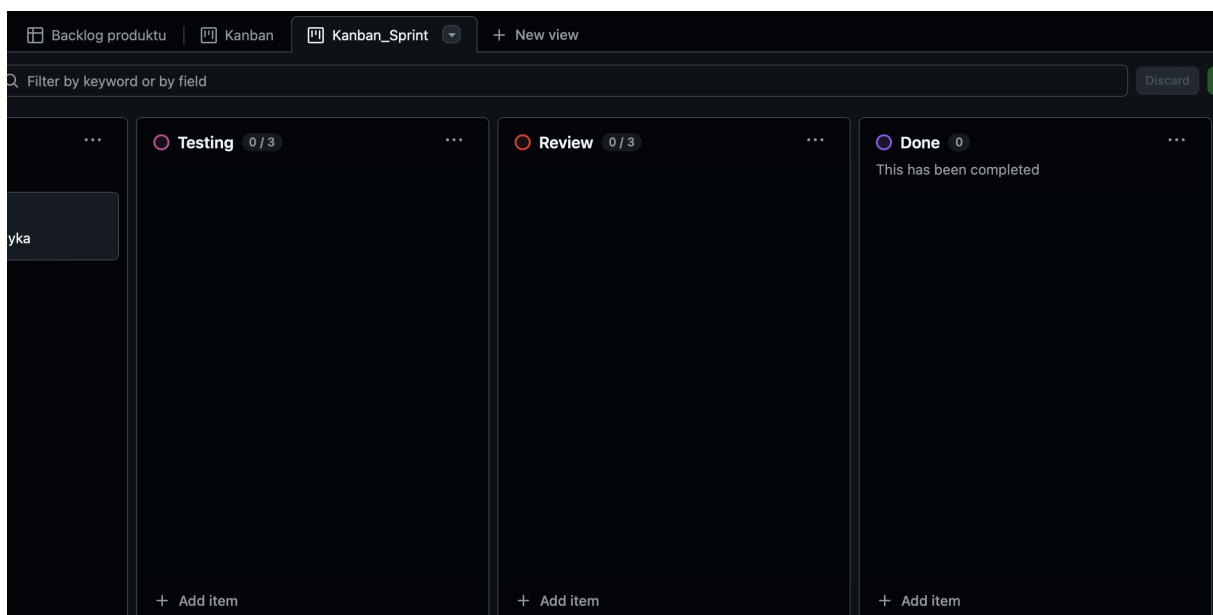 Backlog produktu
Kanban
Kanban_Sprint
+ New view
Filter by keyword or by field
Discard
Testing 0 / 3
Review 0 / 3
Done 0
This has been completed
yka
+ Add item
+ Add item
+ Add item